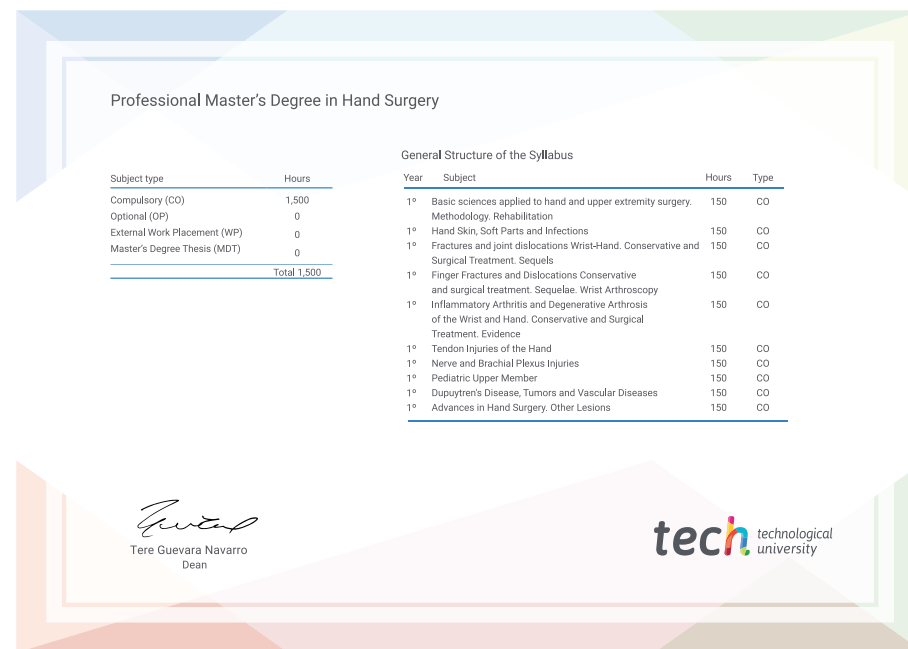 Professional Master's Degree in Hand Surgery
Subject type Hours
Compulsory (CO) 1,500
Optional (OP) 0
External Work Placement (WP) 0
Master's Degree Thesis (MDT) 0
Total 1,500
General Structure of the Syllabus
Year Subject Hours Type
1º Basic sciences applied to hand and upper extremity surgery. 150 CO
Methodology. Rehabilitation
1º Hand Skin, Soft Parts and Infections 150 CO
1º Fractures and joint dislocations Wrist-Hand. Conservative and 150 CO
Surgical Treatment. Sequels
1º Finger Fractures and Dislocations Conservative 150 CO
and surgical treatment. Sequelae. Wrist Arthroscopy
1º Inflammatory Arthritis and Degenerative Arthrosis 150 CO
of the Wrist and Hand. Conservative and Surgical
Treatment. Evidence
1º Tendon Injuries of the Hand 150 CO
1º Nerve and Brachial Plexus Injuries 150 CO
1º Pediatric Upper Member 150 CO
1º Dupuytren's Disease, Tumors and Vascular Diseases 150 CO
1º Advances in Hand Surgery. Other Lesions 150 CO
Tere Guevara Navarro
Dean
tech technological
university